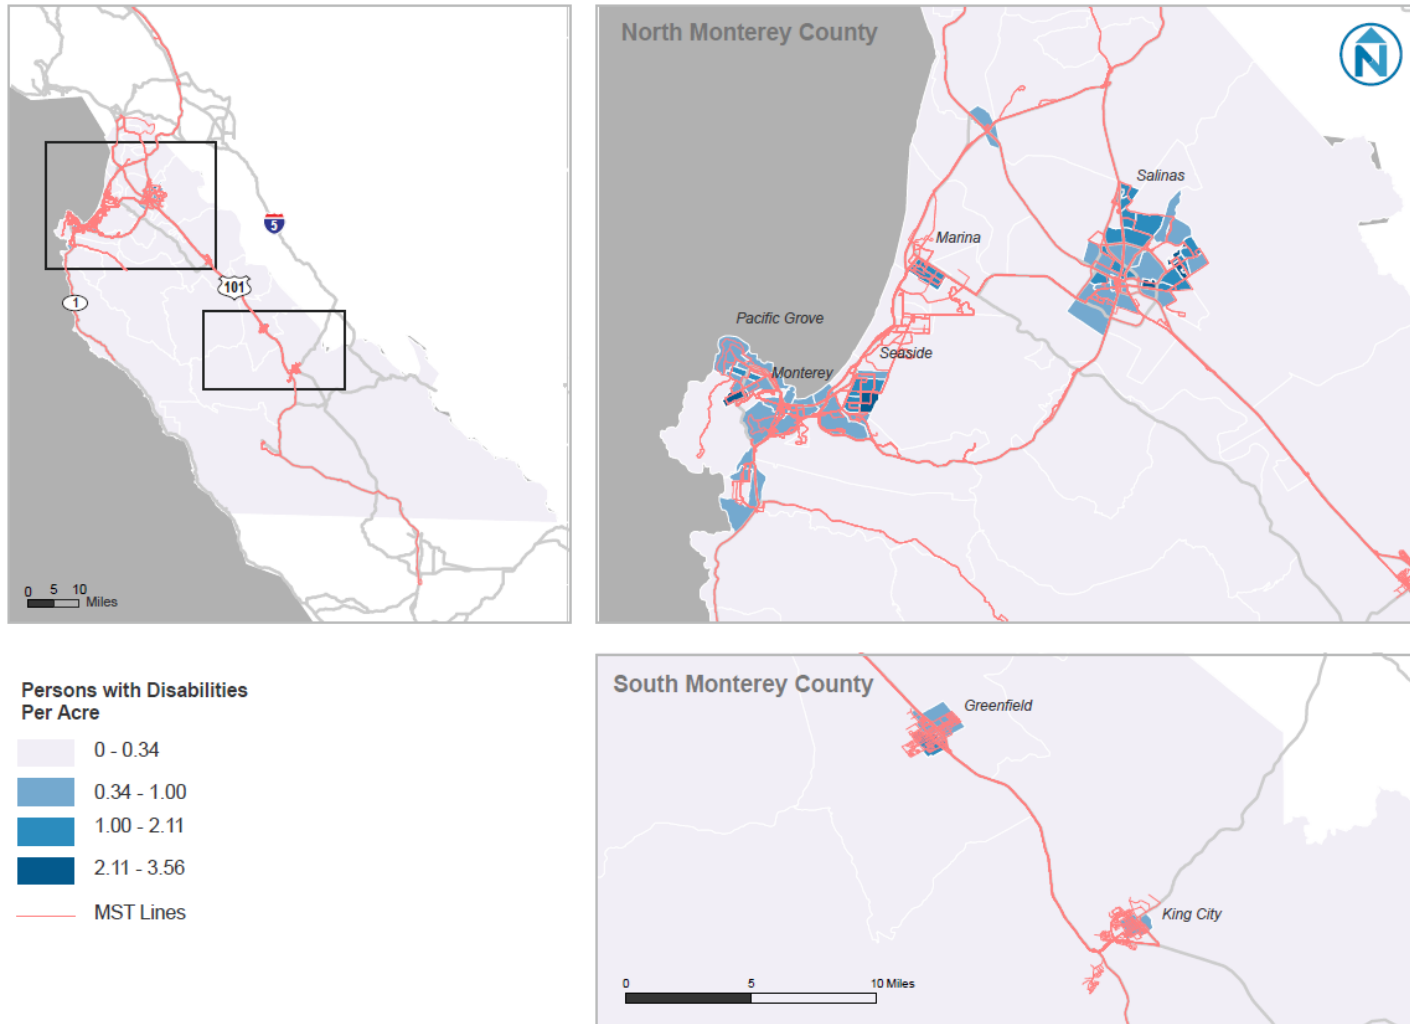 North Monterey County
N
Salinas
Marina
Pacific Grove
Seaside
Monterey
5
101
1
0 5 10
Miles
Persons with Disabilities
Per Acre
0 - 0.34
0.34 - 1.00
1.00 - 2.11
2.11 - 3.56
MST Lines
South Monterey County
Greenfield
King City
0 5 10 Miles